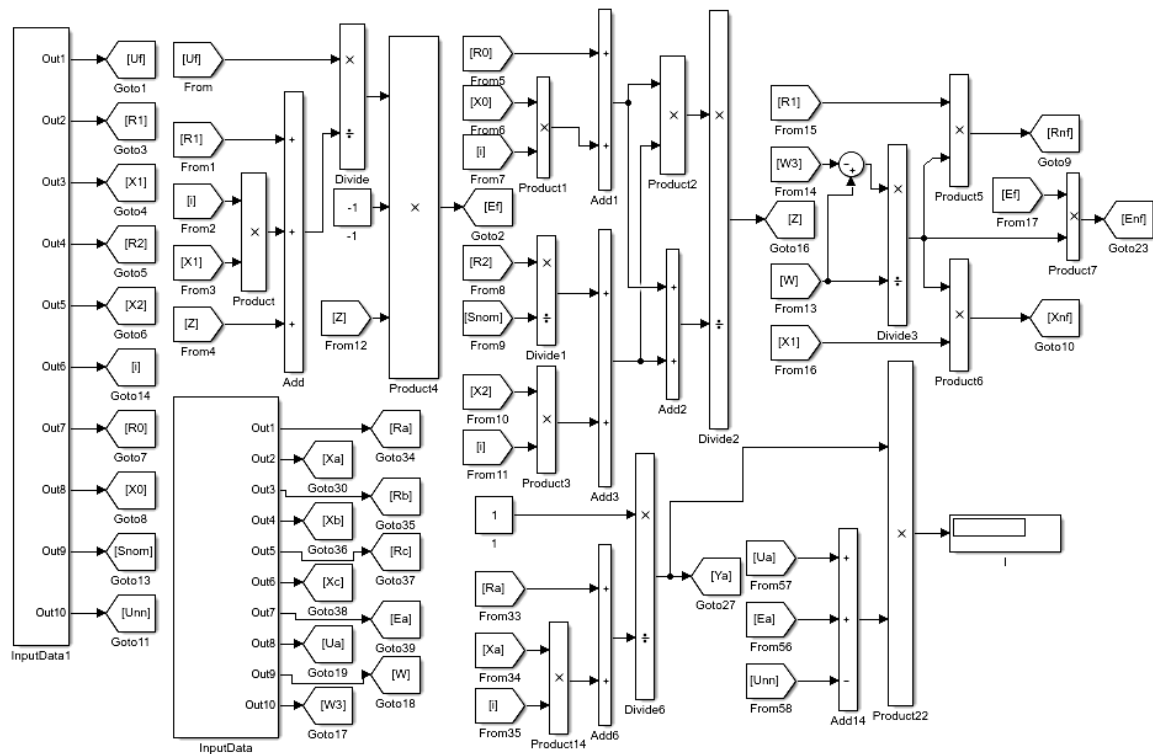 Out1
[Uf]
Goto1
Out2
[R1]
Goto3
Out3
[X1]
Goto4
Out4
[R2]
Goto5
Out5
[X2]
Goto6
Out6
[i]
Goto14
Out7
[R0]
Goto7
Out8
[X0]
Goto8
Out9
[Snom]
Goto13
Out10
[Unn]
Goto11
InputData1
[Uf]
From
[R1]
From1
[i]
From2
[X1]
From3
[Z]
From4
×
Product
+
+
+
Add
×
÷
Divide
-1
-1
[Z]
From12
×
Product4
[Ef]
Goto2
Out1
[Ra]
Goto34
Out2
[Xa]
Goto30
Out3
[Rb]
Goto35
Out4
[Xb]
Goto36
Out5
[Rc]
Goto37
Out6
[Xc]
Goto38
Out7
[Ea]
Goto39
Out8
[Ua]
Goto19
Out9
[W]
Goto18
Out10
[W3]
Goto17
InputData
[R0]
From5
[X0]
From6
[i]
From7
×
Product1
+
+
Add1
[R2]
From8
[Snom]
From9
×
÷
Divide1
[X2]
From10
[i]
From11
×
Product3
+
+
+
Add3
×
Product2
+
+
Add2
×
÷
Divide2
[Z]
Goto16
1
1
[Ra]
From33
[Xa]
From34
[i]
From35
×
Product14
+
+
Add6
×
÷
Divide6
[Ya]
Goto27
[R1]
From15
[W3]
From14
[W]
From13
[X1]
From16
−
+
×
÷
Divide3
×
Product5
[Rnf]
Goto9
[Ef]
From17
×
Product7
[Enf]
Goto23
×
Product6
[Xnf]
Goto10
[Ua]
From57
[Ea]
From56
[Unn]
From58
+
+
−
Add14
×
Product22
I